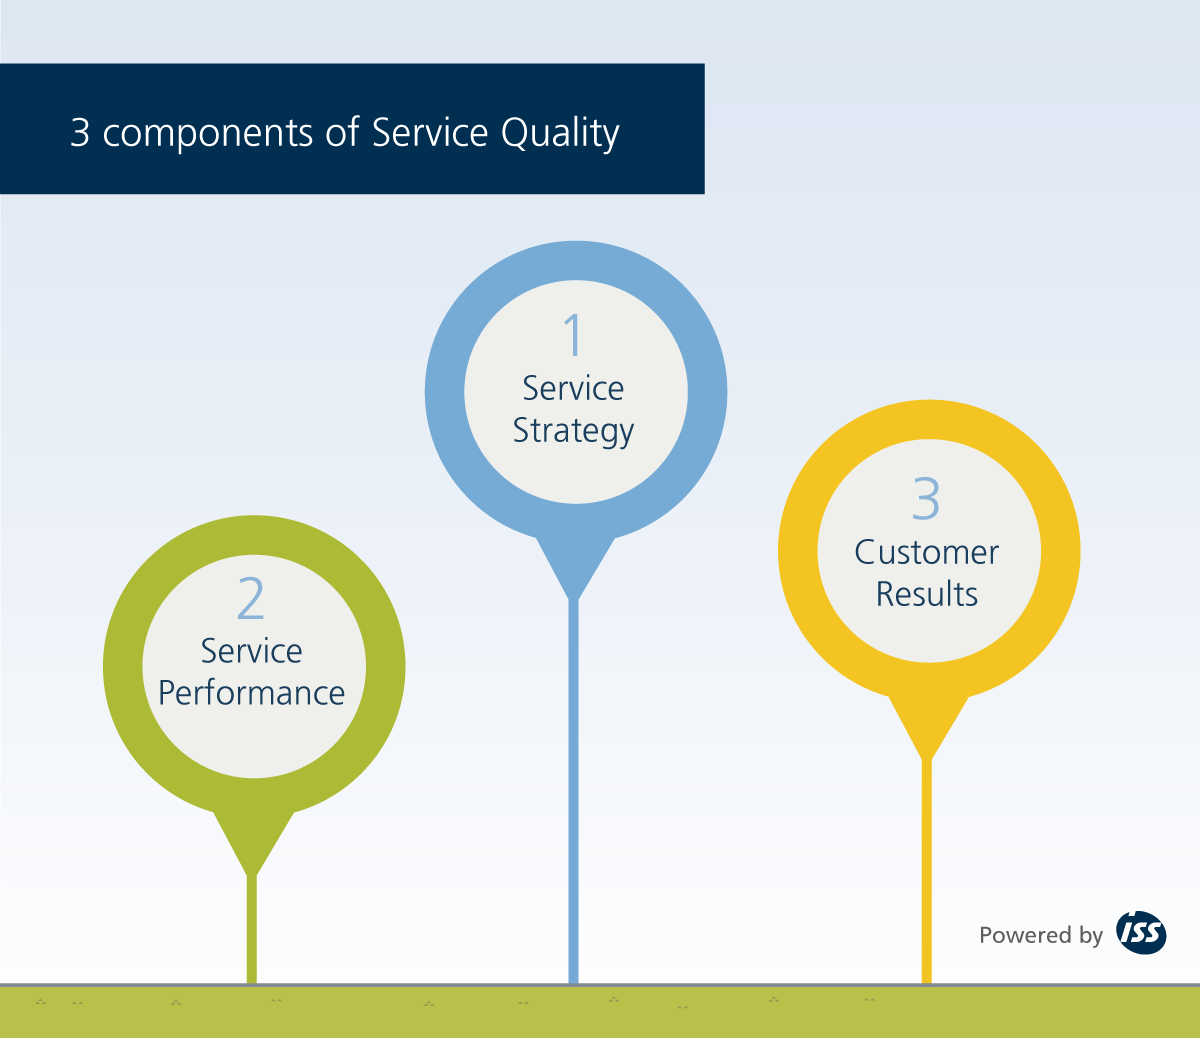 3 components of Service Quality
1
Service
Strategy
2
Service
Performance
3
Customer
Results
Powered by ISS